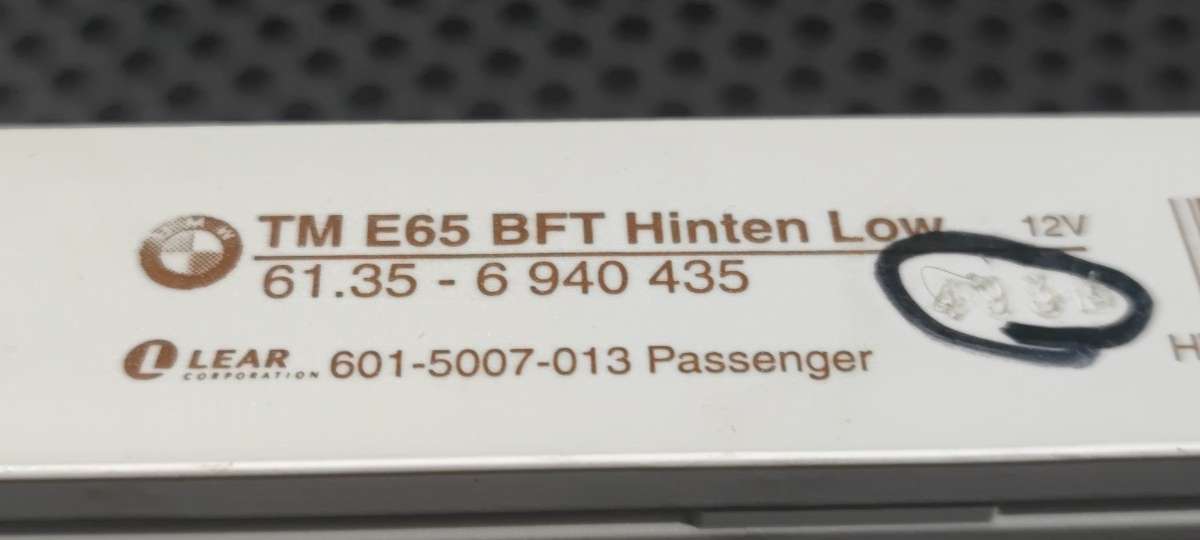 TM E65 BFT Hinten Low 12V
61.35 - 6 940 435
LEAR 601-5007-013 Passenger
CORPORATION